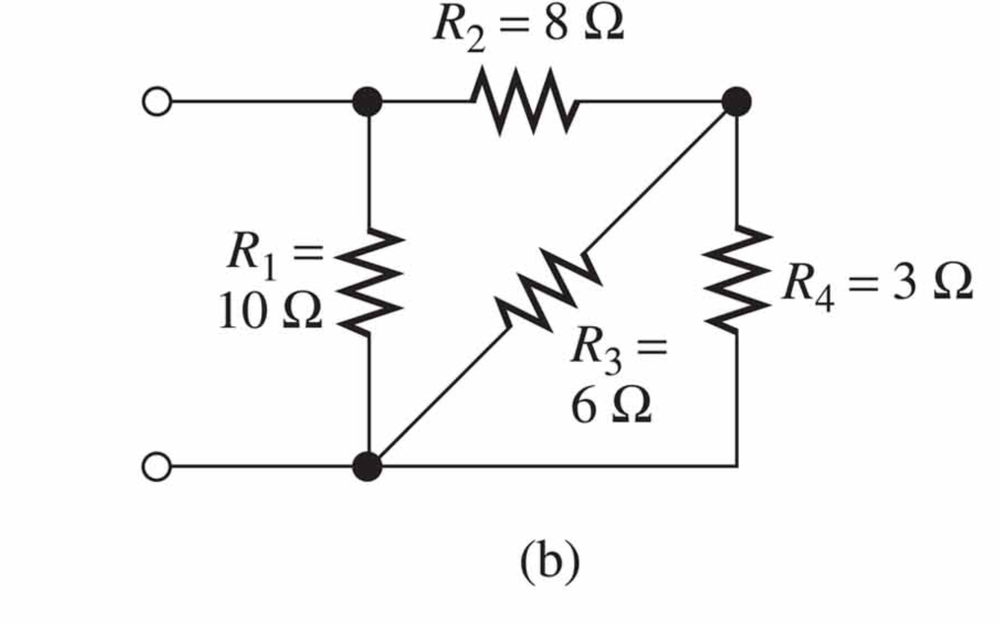 R₂ = 8 Ω
R₁ =
10 Ω
R₄ = 3 Ω
R₃ =
6 Ω
(b)